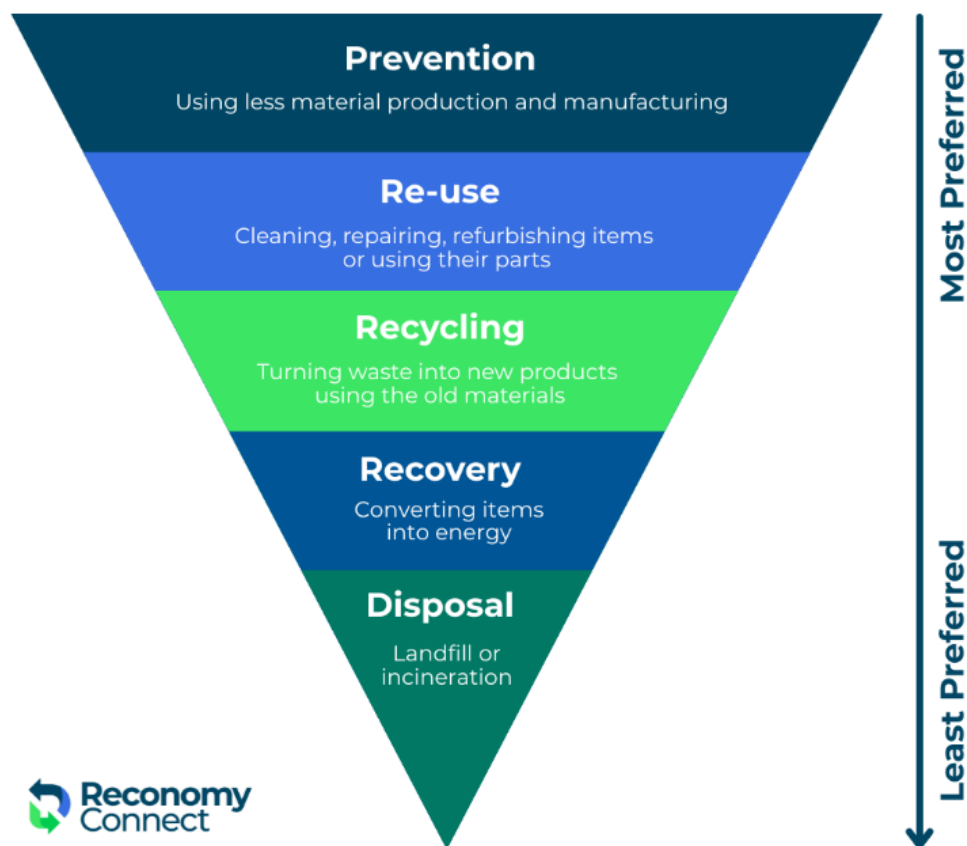 Prevention
Using less material production and manufacturing
Re-use
Cleaning, repairing, refurbishing items
or using their parts
Recycling
Turning waste into new products
using the old materials
Recovery
Converting items
into energy
Disposal
Landfill or
incineration
Most Preferred
Least Preferred
Reconomy
Connect